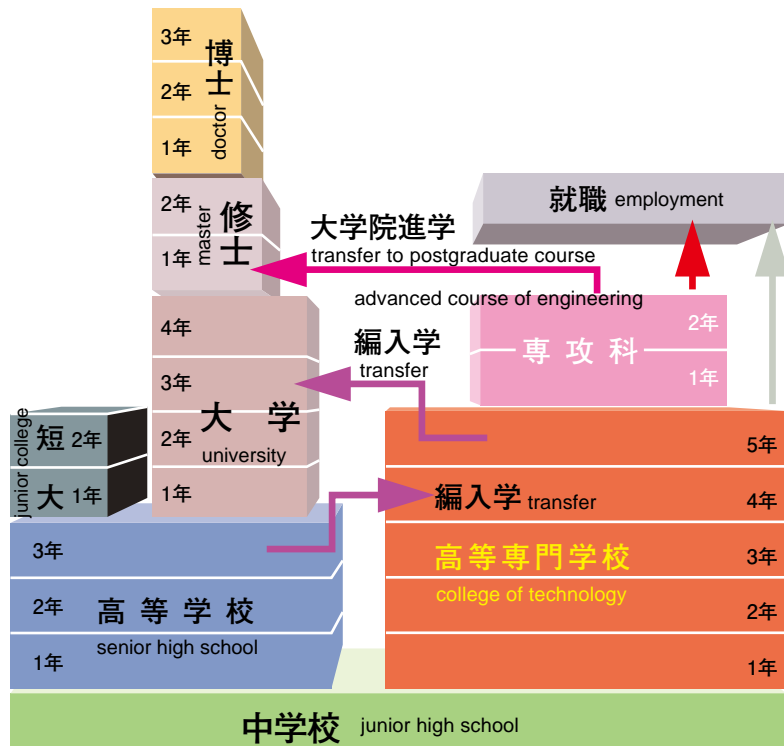 3年
2年
1年
博士
doctor
2年
1年
修士
master
就職 employment
大学院進学
transfer to postgraduate course
advanced course of engineering
専攻科
2年
1年
4年
3年
2年
1年
大学
university
編入学
transfer
短大
junior college
2年
1年
5年
4年
3年
2年
1年
編入学 transfer
高等専門学校
college of technology
3年
2年
1年
高等学校
senior high school
中学校 junior high school